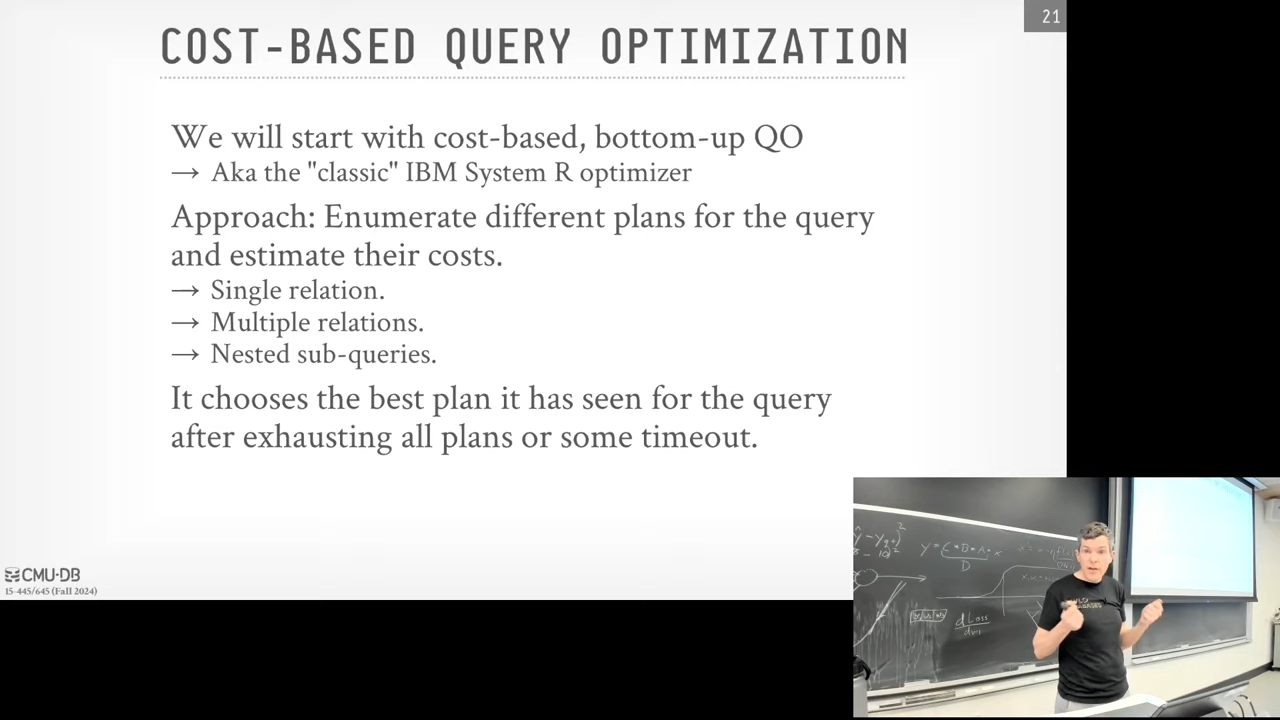 21
COST-BASED QUERY OPTIMIZATION
We will start with cost-based, bottom-up QO
→ Aka the "classic" IBM System R optimizer
Approach: Enumerate different plans for the query
and estimate their costs.
→ Single relation.
→ Multiple relations.
→ Nested sub-queries.
It chooses the best plan it has seen for the query
after exhausting all plans or some timeout.
CMU·DB
15-445/645 (Fall 2024)
d Loss